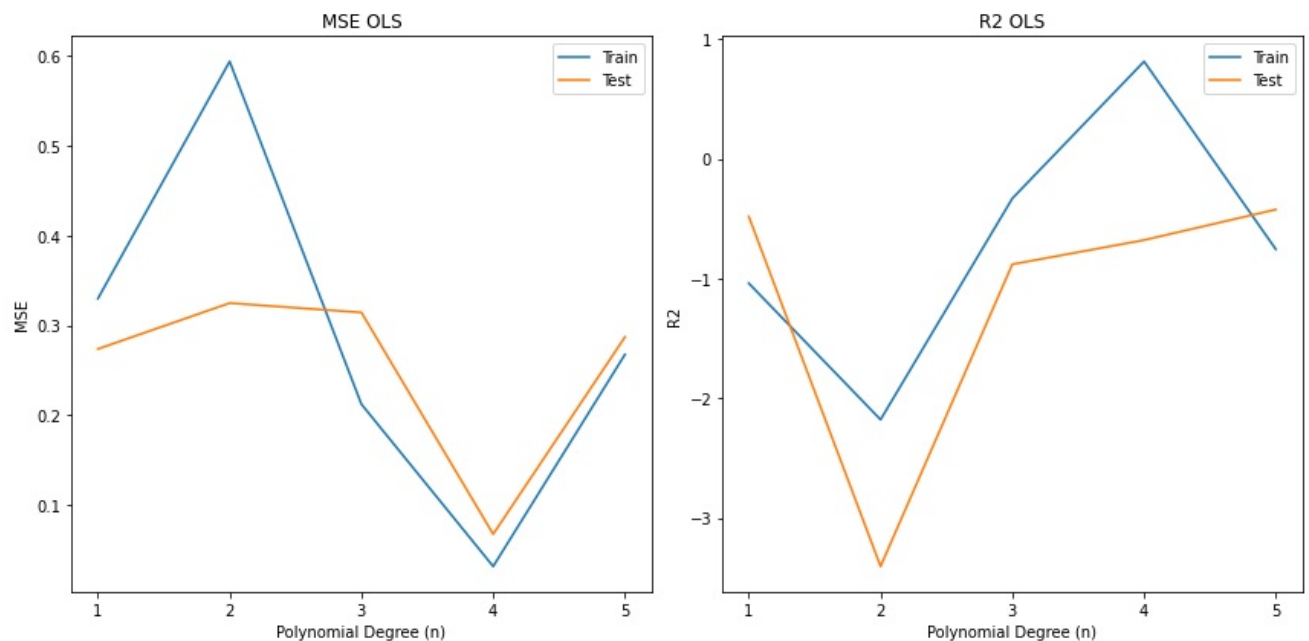 MSE OLS
0.6
0.5
0.4
0.3
0.2
0.1
MSE
1 2 3 4 5
Polynomial Degree (n)
Train
Test
R2 OLS
1
0
−1
−2
−3
R2
1 2 3 4 5
Polynomial Degree (n)
Train
Test